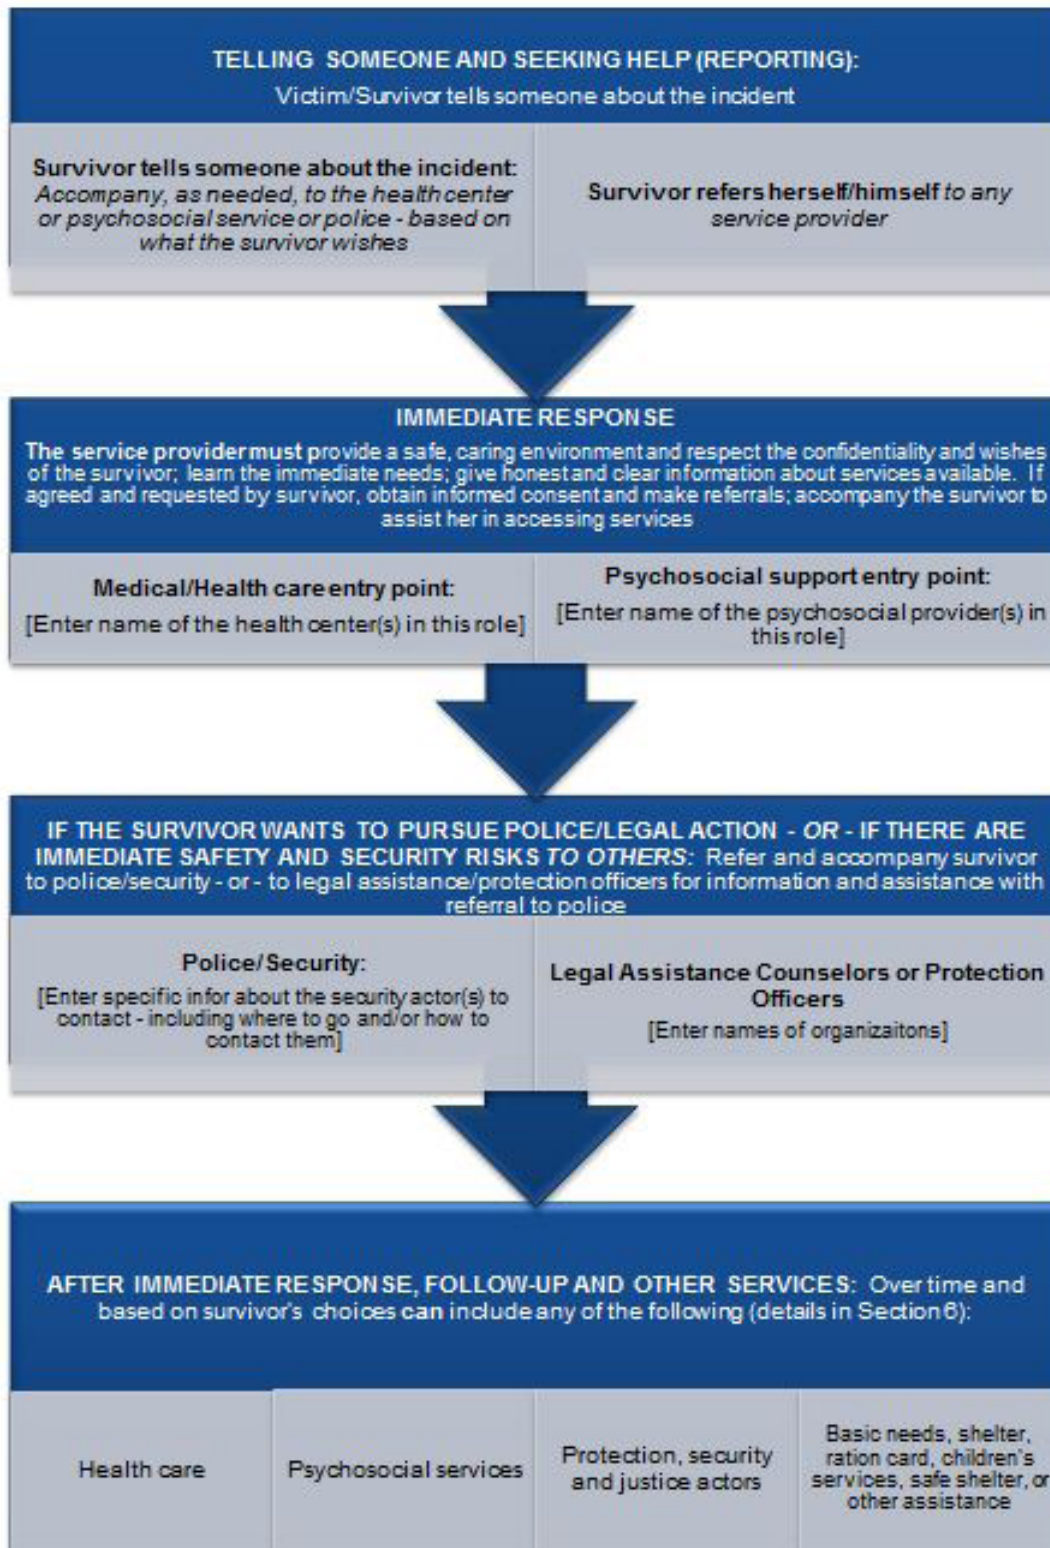 TELLING SOMEONE AND SEEKING HELP (REPORTING):
Victim/Survivor tells someone about the incident
Survivor tells someone about the incident:
Accompany, as needed, to the health center
or psychosocial service or police - based on
what the survivor wishes
Survivor refers herself/himself to any
service provider
IMMEDIATE RESPONSE
The service provider must provide a safe, caring environment and respect the confidentiality and wishes
of the survivor; learn the immediate needs; give honest and clear information about services available. If
agreed and requested by survivor, obtain informed consent and make referrals; accompany the survivor to
assist her in accessing services
Medical/Health care entry point:
[Enter name of the health center(s) in this role]
Psychosocial support entry point:
[Enter name of the psychosocial provider(s) in
this role]
IF THE SURVIVOR WANTS TO PURSUE POLICE/LEGAL ACTION - OR - IF THERE ARE
IMMEDIATE SAFETY AND SECURITY RISKS TO OTHERS: Refer and accompany survivor
to police/security - or - to legal assistance/protection officers for information and assistance with
referral to police
Police/Security:
[Enter specific infor about the security actor(s) to
contact - including where to go and/or how to
contact them]
Legal Assistance Counselors or Protection
Officers
[Enter names of organizaitons]
AFTER IMMEDIATE RESPONSE, FOLLOW-UP AND OTHER SERVICES: Over time and
based on survivor's choices can include any of the following (details in Section 6):
Health care
Psychosocial services
Protection, security
and justice actors
Basic needs, shelter,
ration card, children's
services, safe shelter, or
other assistance